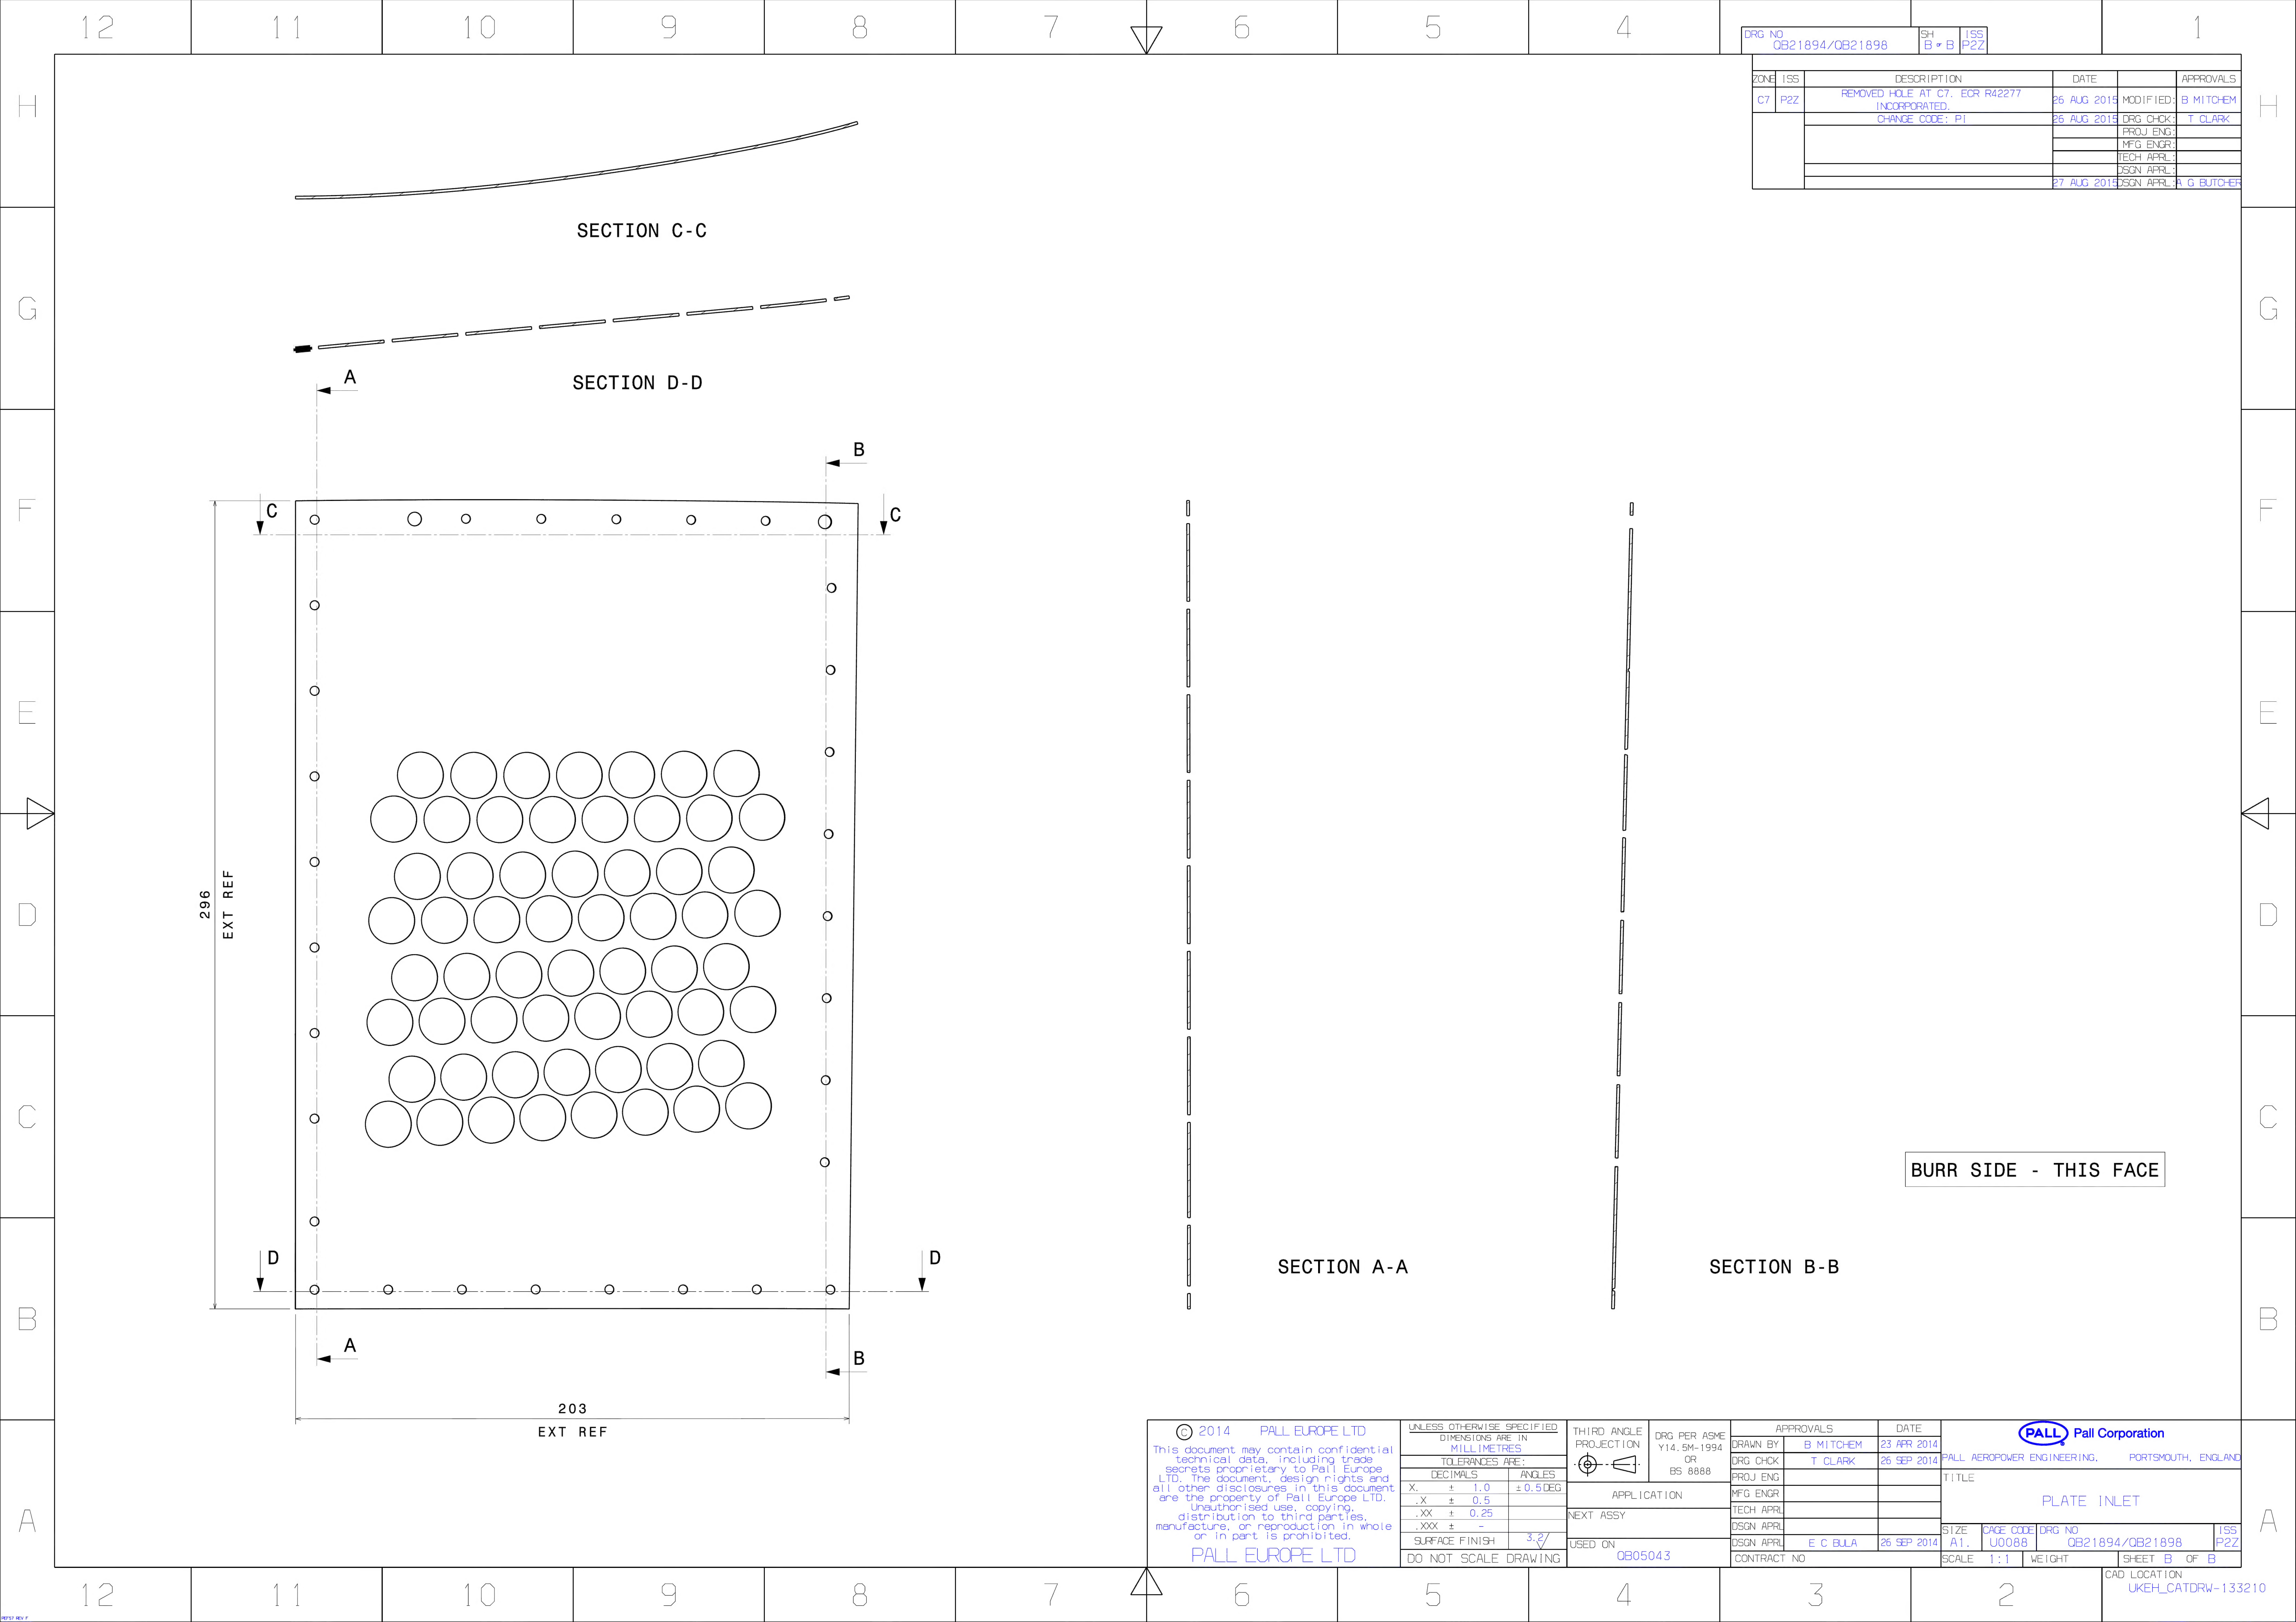 12 11 10 9 8 7 6 5 4 1
DRG NO QB21894/QB21898 SH B OF B ISS P2Z
ZONE ISS DESCRIPTION DATE APPROVALS
C7 P2Z REMOVED HOLE AT C7. ECR R42277 INCORPORATED. 26 AUG 2015 MODIFIED: B MITCHEM
CHANGE CODE: PI 26 AUG 2015 DRG CHCK: T CLARK
PROJ ENG:
MFG ENGR:
TECH APRL:
DSGN APRL:
27 AUG 2015 DSGN APRL: A G BUTCHER
H H
SECTION C-C
G G
SECTION D-D
A
B
F F
C C
E E
296
EXT REF
D D
C C
BURR SIDE - THIS FACE
D D
SECTION A-A SECTION B-B
B B
A
B
203
EXT REF
A A
© 2014 PALL EUROPE LTD
This document may contain confidential
technical data, including trade
secrets proprietary to Pall Europe
LTD. The document, design rights and
all other disclosures in this document
are the property of Pall Europe LTD.
Unauthorised use, copying,
distribution to third parties,
manufacture, or reproduction in whole
or in part is prohibited.
PALL EUROPE LTD
UNLESS OTHERWISE SPECIFIED
DIMENSIONS ARE IN
MILLIMETRES
TOLERANCES ARE:
DECIMALS ANGLES
X. ± 1.0 ±0.5DEG
.X ± 0.5
.XX ± 0.25
.XXX ± -
SURFACE FINISH 3.2
DO NOT SCALE DRAWING
THIRD ANGLE
PROJECTION
DRG PER ASME
Y14.5M-1994
OR
BS 8888
APPLICATION
NEXT ASSY
USED ON
QB05043
APPROVALS DATE
DRAWN BY B MITCHEM 23 APR 2014
DRG CHCK T CLARK 26 SEP 2014
PROJ ENG
MFG ENGR
TECH APRL
DSGN APRL
DSGN APRL E C BULA 26 SEP 2014
CONTRACT NO
PALL Pall Corporation
PALL AEROPOWER ENGINEERING, PORTSMOUTH, ENGLAND
TITLE
PLATE INLET
SIZE A1. CAGE CODE U0088 DRG NO QB21894/QB21898 ISS P2Z
SCALE 1:1 WEIGHT SHEET B OF B
CAD LOCATION
UKEH_CATDRW-133210
12 11 10 9 8 7 6 5 4 3 2